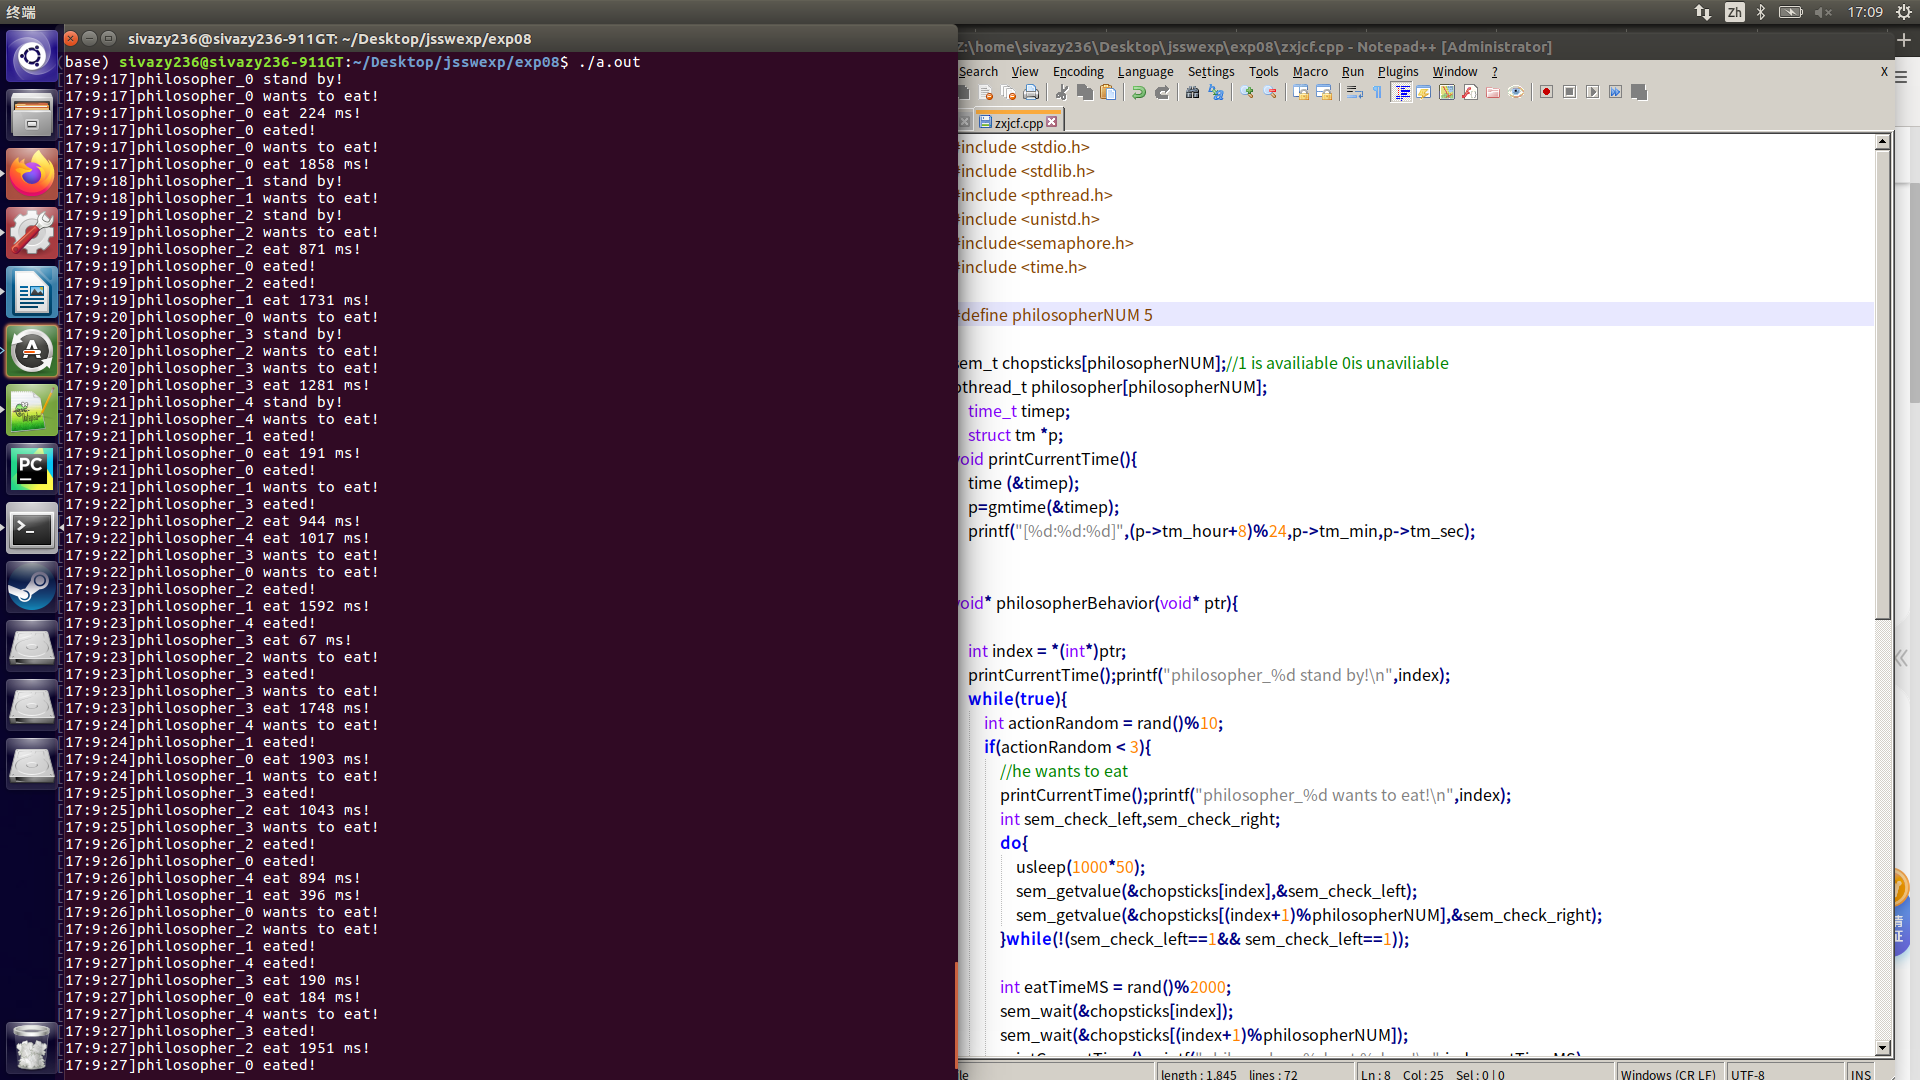 终端
Zh
17:09
sivazy236@sivazy236-911GT: ~/Desktop/jsswexp/exp08
(base) sivazy236@sivazy236-911GT:~/Desktop/jsswexp/exp08$ ./a.out
17:9:17]philosopher_0 stand by!
17:9:17]philosopher_0 wants to eat!
17:9:17]philosopher_0 eat 224 ms!
17:9:17]philosopher_0 eated!
17:9:17]philosopher_0 wants to eat!
17:9:17]philosopher_0 eat 1858 ms!
17:9:18]philosopher_1 stand by!
17:9:18]philosopher_1 wants to eat!
17:9:19]philosopher_2 stand by!
17:9:19]philosopher_2 wants to eat!
17:9:19]philosopher_2 eat 871 ms!
17:9:19]philosopher_0 eated!
17:9:19]philosopher_2 eated!
17:9:19]philosopher_1 eat 1731 ms!
17:9:20]philosopher_0 wants to eat!
17:9:20]philosopher_3 stand by!
17:9:20]philosopher_2 wants to eat!
17:9:20]philosopher_3 wants to eat!
17:9:20]philosopher_3 eat 1281 ms!
17:9:21]philosopher_4 stand by!
17:9:21]philosopher_4 wants to eat!
17:9:21]philosopher_1 eated!
17:9:21]philosopher_0 eat 191 ms!
17:9:21]philosopher_0 eated!
17:9:21]philosopher_1 wants to eat!
17:9:22]philosopher_3 eated!
17:9:22]philosopher_2 eat 944 ms!
17:9:22]philosopher_4 eat 1017 ms!
17:9:22]philosopher_3 wants to eat!
17:9:22]philosopher_0 wants to eat!
17:9:23]philosopher_2 eated!
17:9:23]philosopher_1 eat 1592 ms!
17:9:23]philosopher_4 eated!
17:9:23]philosopher_3 eat 67 ms!
17:9:23]philosopher_2 wants to eat!
17:9:23]philosopher_3 eated!
17:9:23]philosopher_3 wants to eat!
17:9:23]philosopher_3 eat 1748 ms!
17:9:24]philosopher_4 wants to eat!
17:9:24]philosopher_1 eated!
17:9:24]philosopher_0 eat 1903 ms!
17:9:24]philosopher_1 wants to eat!
17:9:25]philosopher_3 eated!
17:9:25]philosopher_2 eat 1043 ms!
17:9:25]philosopher_3 wants to eat!
17:9:26]philosopher_2 eated!
17:9:26]philosopher_0 eated!
17:9:26]philosopher_4 eat 894 ms!
17:9:26]philosopher_1 eat 396 ms!
17:9:26]philosopher_0 wants to eat!
17:9:26]philosopher_2 wants to eat!
17:9:26]philosopher_1 eated!
17:9:27]philosopher_4 eated!
17:9:27]philosopher_3 eat 190 ms!
17:9:27]philosopher_0 eat 184 ms!
17:9:27]philosopher_4 wants to eat!
17:9:27]philosopher_3 eated!
17:9:27]philosopher_2 eat 1951 ms!
17:9:27]philosopher_0 eated!
PC
Z:\home\sivazy236\Desktop\jsswexp\exp08\zxjcf.cpp - Notepad++ [Administrator]
Search View Encoding Language Settings Tools Macro Run Plugins Window ? X
zxjcf.cpp
#include <stdio.h>
#include <stdlib.h>
#include <pthread.h>
#include <unistd.h>
#include<semaphore.h>
#include <time.h>
#define philosopherNUM 5
sem_t chopsticks[philosopherNUM];//1 is availiable 0is unaviliable
pthread_t philosopher[philosopherNUM];
time_t timep;
struct tm *p;
void printCurrentTime(){
time (&timep);
p=gmtime(&timep);
printf("[%d:%d:%d]",(p->tm_hour+8)%24,p->tm_min,p->tm_sec);
void* philosopherBehavior(void* ptr){
int index = *(int*)ptr;
printCurrentTime();printf("philosopher_%d stand by!\n",index);
while(true){
int actionRandom = rand()%10;
if(actionRandom < 3){
//he wants to eat
printCurrentTime();printf("philosopher_%d wants to eat!\n",index);
int sem_check_left,sem_check_right;
do{
usleep(1000*50);
sem_getvalue(&chopsticks[index],&sem_check_left);
sem_getvalue(&chopsticks[(index+1)%philosopherNUM],&sem_check_right);
}while(!(sem_check_left==1&& sem_check_left==1));
int eatTimeMS = rand()%2000;
sem_wait(&chopsticks[index]);
sem_wait(&chopsticks[(index+1)%philosopherNUM]);
length : 1,845 lines : 72 Ln : 8 Col : 25 Sel : 0 | 0 Windows (CR LF) UTF-8 INS